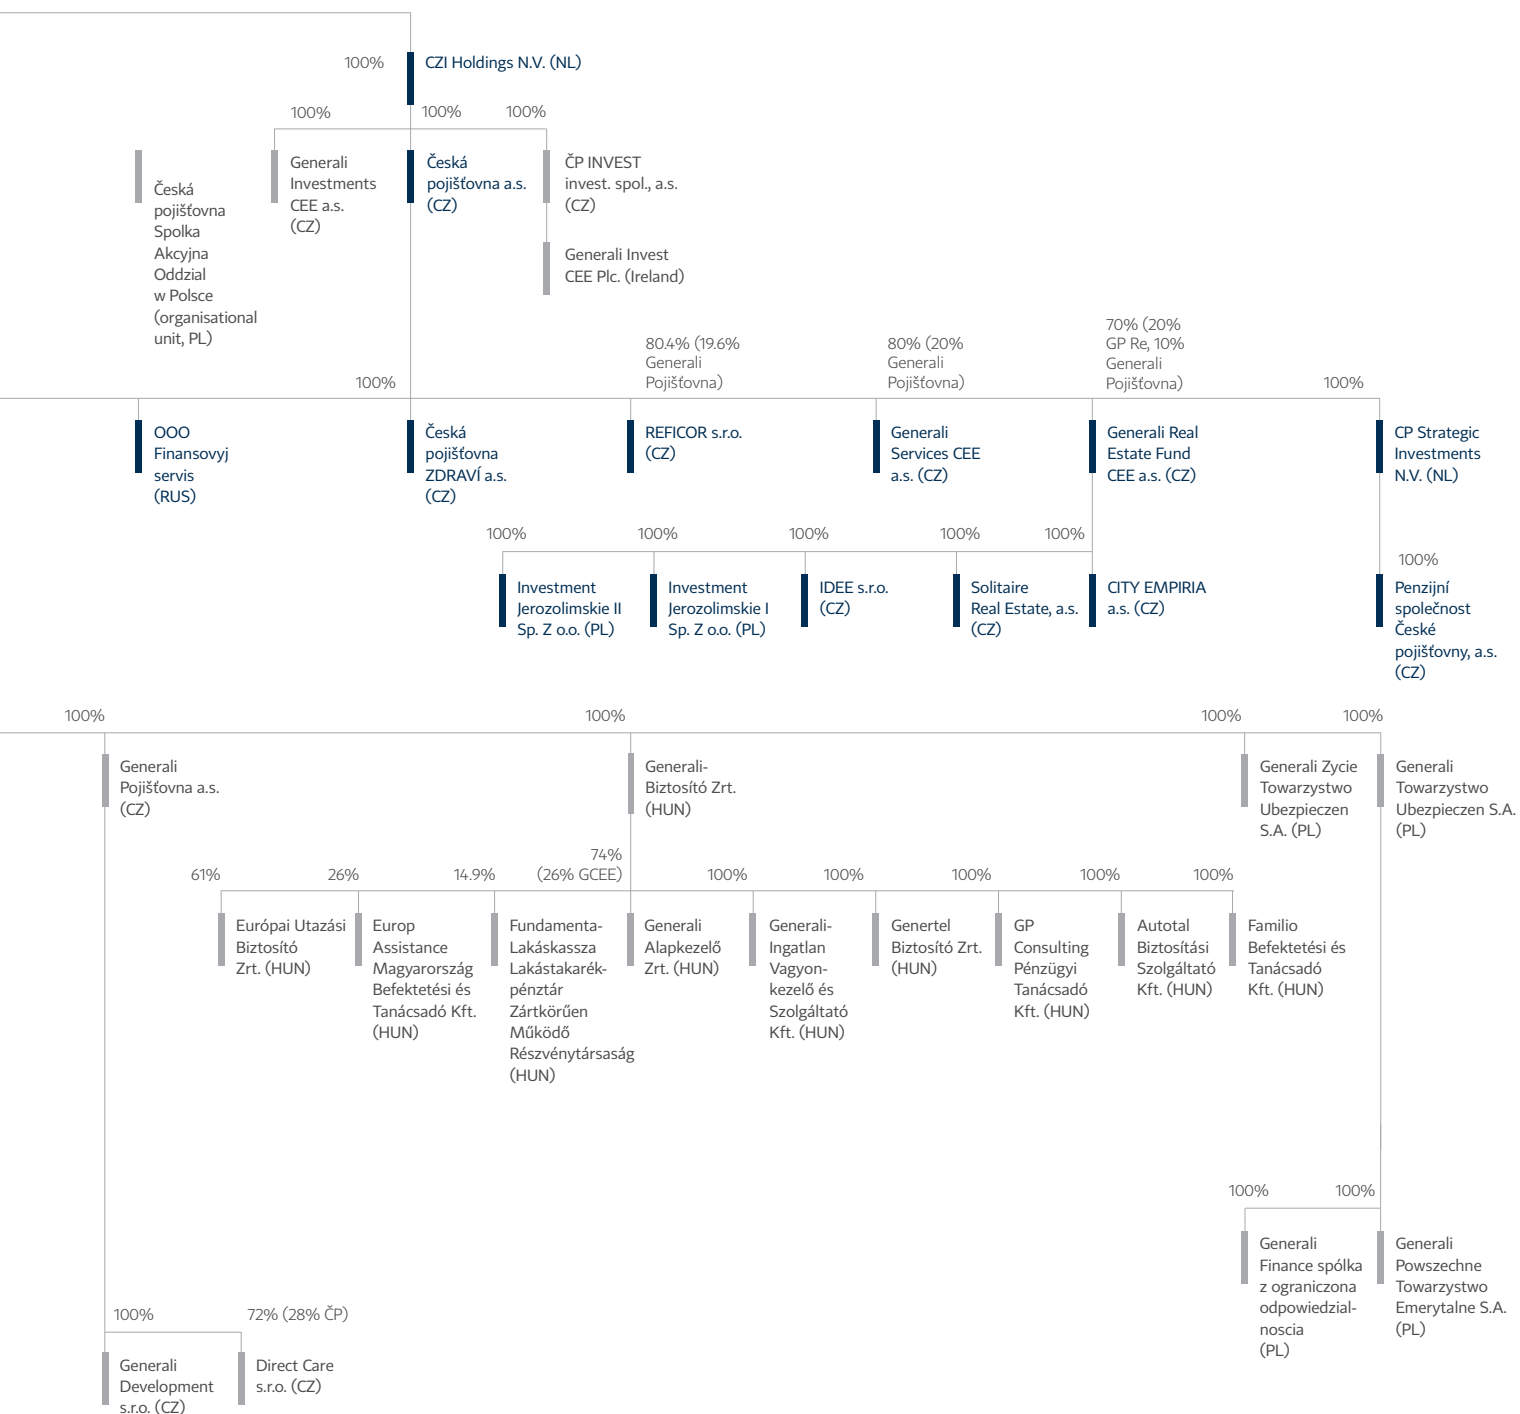 100%
CZI Holdings N.V. (NL)
100%
100%
100%
Česká
pojišťovna
Spolka
Akcyjna
Oddzial
w Polsce
(organisational
unit, PL)
Generali
Investments
CEE a.s.
(CZ)
Česká
pojišťovna a.s.
(CZ)
ČP INVEST
invest. spol., a.s.
(CZ)
Generali Invest
CEE Plc. (Ireland)
100%
80.4% (19.6%
Generali
Pojišťovna)
80% (20%
Generali
Pojišťovna)
70% (20%
GP Re, 10%
Generali
Pojišťovna)
100%
OOO
Finansovyj
servis
(RUS)
Česká
pojišťovna
ZDRAVÍ a.s.
(CZ)
REFICOR s.r.o.
(CZ)
Generali
Services CEE
a.s. (CZ)
Generali Real
Estate Fund
CEE a.s. (CZ)
CP Strategic
Investments
N.V. (NL)
100%
100%
100%
100%
100%
100%
Investment
Jerozolimskie II
Sp. Z o.o. (PL)
Investment
Jerozolimskie I
Sp. Z o.o. (PL)
IDEE s.r.o.
(CZ)
Solitaire
Real Estate, a.s.
(CZ)
CITY EMPIRIA
a.s. (CZ)
Penzijní
společnost
České
pojišťovny, a.s.
(CZ)
100%
100%
100%
100%
Generali
Pojišťovna a.s.
(CZ)
Generali-
Biztosító Zrt.
(HUN)
Generali Zycie
Towarzystwo
Ubezpieczen
S.A. (PL)
Generali
Towarzystwo
Ubezpieczen S.A.
(PL)
61%
26%
14.9%
74%
(26% GCEE)
100%
100%
100%
100%
100%
Európai Utazási
Biztosító
Zrt. (HUN)
Europ
Assistance
Magyarország
Befektetési és
Tanácsadó Kft.
(HUN)
Fundamenta-
Lakáskassza
Lakástakarék-
pénztár
Zártkörűen
Működő
Részvénytársaság
(HUN)
Generali
Alapkezelő
Zrt. (HUN)
Generali-
Ingatlan
Vagyon-
kezelő és
Szolgáltató
Kft. (HUN)
Genertel
Biztosító Zrt.
(HUN)
GP
Consulting
Pénzügyi
Tanácsadó
Kft. (HUN)
Autotal
Biztosítási
Szolgáltató
Kft. (HUN)
Familio
Befektetési és
Tanácsadó
Kft. (HUN)
100%
100%
Generali
Finance spólka
z ograniczona
odpowiedzial-
noscia
(PL)
Generali
Powszechne
Towarzystwo
Emerytalne S.A.
(PL)
100%
72% (28% ČP)
Generali
Development
s.r.o. (CZ)
Direct Care
s.r.o. (CZ)